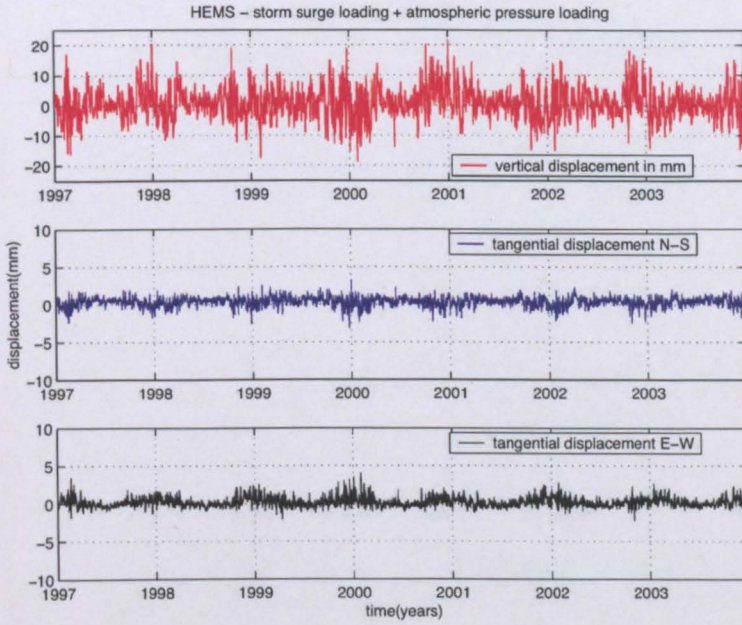 HEMS – storm surge loading + atmospheric pressure loading
20
10
0
−10
−20
vertical displacement in mm
1997 1998 1999 2000 2001 2002 2003
displacement(mm)
10
5
0
−5
−10
tangential displacement N−S
1997 1998 1999 2000 2001 2002 2003
10
5
0
−5
−10
tangential displacement E−W
1997 1998 1999 2000 2001 2002 2003
time(years)